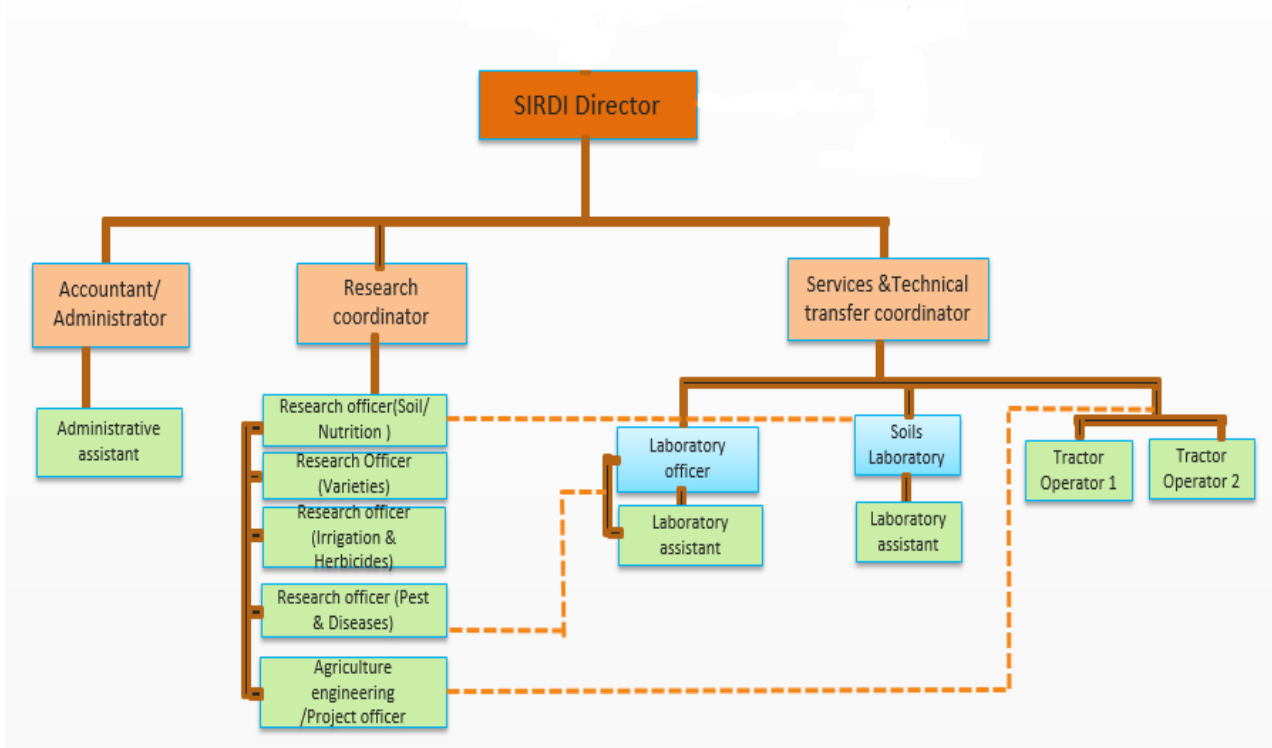 SIRDI Director
Accountant/
Administrator
Research
coordinator
Services &Technical
transfer coordinator
Administrative
assistant
Research officer(Soil/
Nutrition )
Research Officer
(Varieties)
Research officer
(Irrigation &
Herbicides)
Research officer (Pest
& Diseases)
Agriculture
engineering
/Project officer
Laboratory
officer
Laboratory
assistant
Soils
Laboratory
Laboratory
assistant
Tractor
Operator 1
Tractor
Operator 2